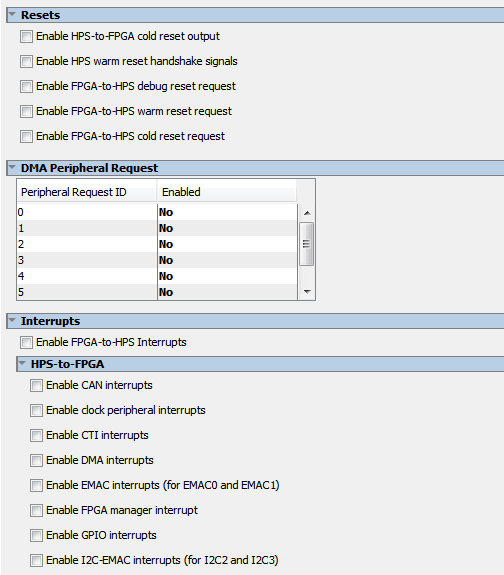 Resets
Enable HPS-to-FPGA cold reset output
Enable HPS warm reset handshake signals
Enable FPGA-to-HPS debug reset request
Enable FPGA-to-HPS warm reset request
Enable FPGA-to-HPS cold reset request
DMA Peripheral Request
Peripheral Request ID Enabled
0 No
1 No
2 No
3 No
4 No
5 No
Interrupts
Enable FPGA-to-HPS Interrupts
HPS-to-FPGA
Enable CAN interrupts
Enable clock peripheral interrupts
Enable CTI interrupts
Enable DMA interrupts
Enable EMAC interrupts (for EMAC0 and EMAC1)
Enable FPGA manager interrupt
Enable GPIO interrupts
Enable I2C-EMAC interrupts (for I2C2 and I2C3)